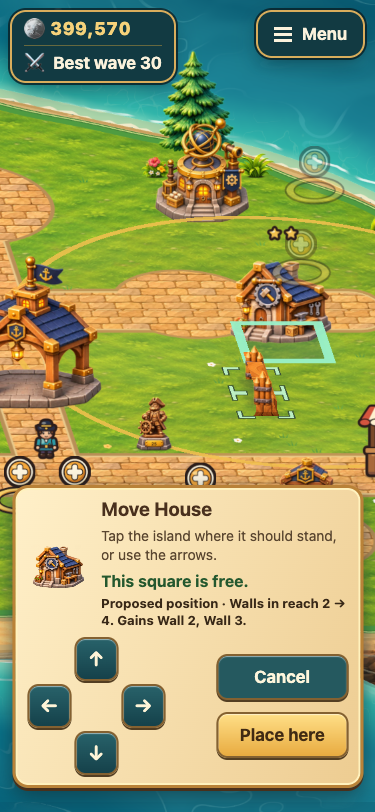 399,570
Best wave 30
Menu
Move House
Tap the island where it should stand,
or use the arrows.
This square is free.
Proposed position · Walls in reach 2 →
4. Gains Wall 2, Wall 3.
Cancel
Place here